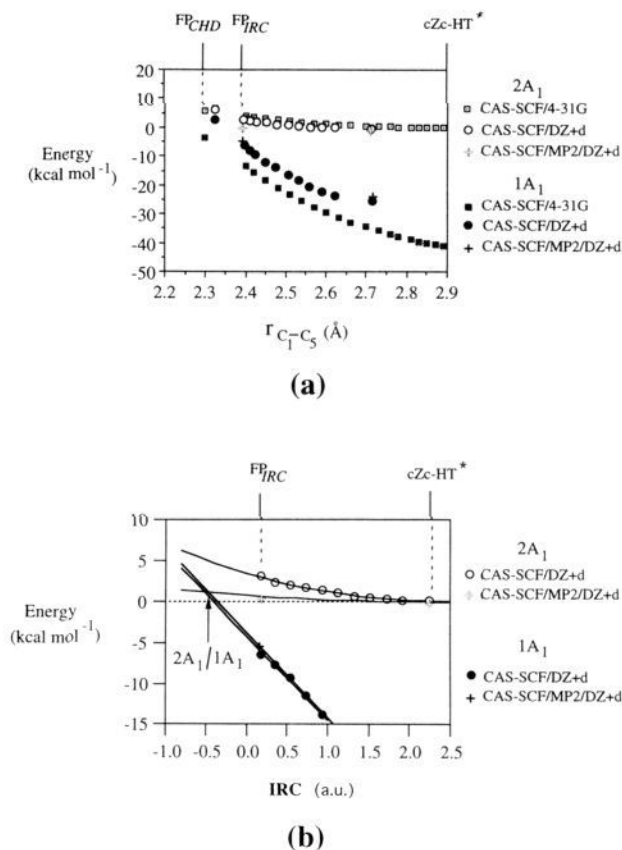 FP_CHD FP_IRC cZc-HT*
20
10
0
-10
-20
-30
-40
-50
Energy
(kcal mol⁻¹)
2.2 2.3 2.4 2.5 2.6 2.7 2.8 2.9
r C₁–C₅ (Å)
2A₁
CAS-SCF/4-31G
CAS-SCF/DZ+d
CAS-SCF/MP2/DZ+d
1A₁
CAS-SCF/4-31G
CAS-SCF/DZ+d
CAS-SCF/MP2/DZ+d
(a)
FP_IRC cZc-HT*
10
5
0
-5
-10
-15
Energy
(kcal mol⁻¹)
2A₁/1A₁
-1.0 -0.5 0.0 0.5 1.0 1.5 2.0 2.5
IRC (a.u.)
2A₁
CAS-SCF/DZ+d
CAS-SCF/MP2/DZ+d
1A₁
CAS-SCF/DZ+d
CAS-SCF/MP2/DZ+d
(b)